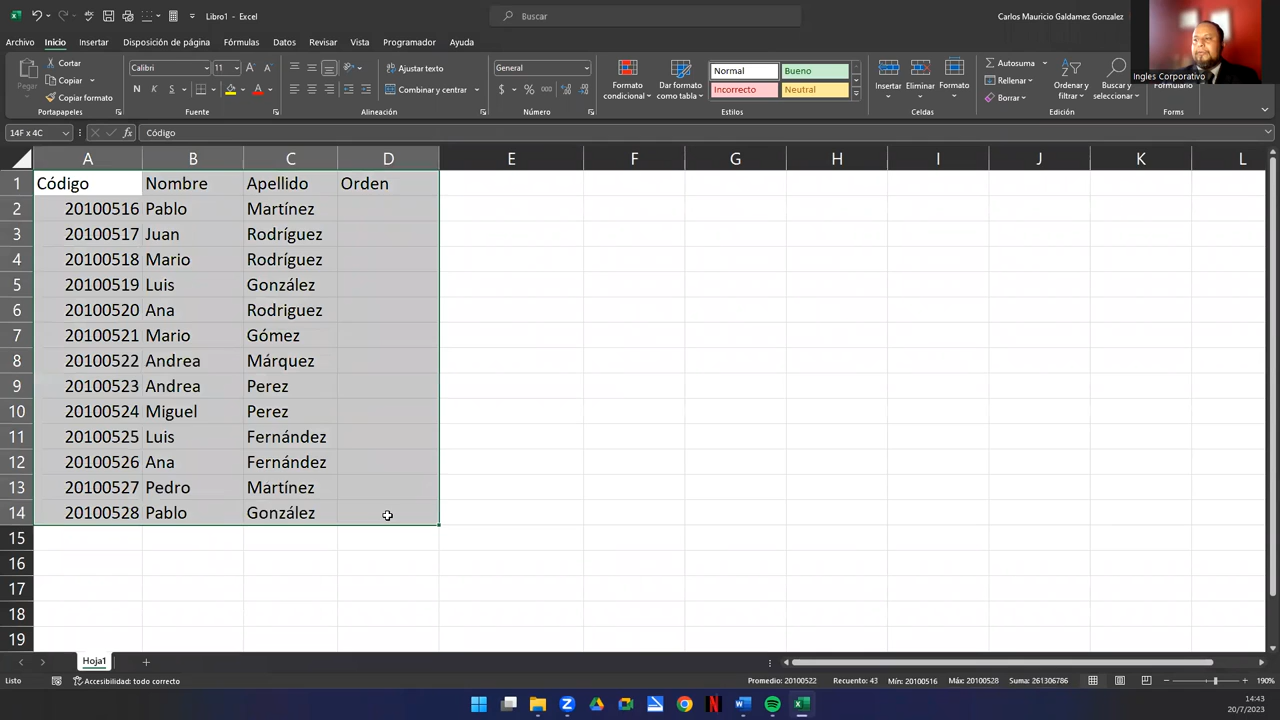 Libro1 - Excel
Buscar
Carlos Mauricio Galdamez Gonzalez
Archivo Inicio Insertar Disposición de página Fórmulas Datos Revisar Vista Programador Ayuda
Pegar
Cortar
Copiar
Copiar formato
Portapapeles
Calibri 11
N K S
Fuente
Ajustar texto
Combinar y centrar
Alineación
General
$ % 000
Número
Formato condicional
Dar formato como tabla
Normal Bueno
Incorrecto Neutral
Estilos
Insertar Eliminar Formato
Celdas
Autosuma
Rellenar
Borrar
Ordenar y filtrar
Buscar y seleccionar
Edición
Formulario
Forms
Ingles Corporativo
14F x 4C fx Código
A B C D E F G H I J K L
1 Código Nombre Apellido Orden
2 20100516 Pablo Martínez
3 20100517 Juan Rodríguez
4 20100518 Mario Rodríguez
5 20100519 Luis González
6 20100520 Ana Rodriguez
7 20100521 Mario Gómez
8 20100522 Andrea Márquez
9 20100523 Andrea Perez
10 20100524 Miguel Perez
11 20100525 Luis Fernández
12 20100526 Ana Fernández
13 20100527 Pedro Martínez
14 20100528 Pablo González
15
16
17
18
19
Hoja1
Listo Accesibilidad: todo correcto Promedio: 20100522 Recuento: 43 Mín: 20100516 Máx: 20100528 Suma: 261306786 190%
14:43
20/7/2023